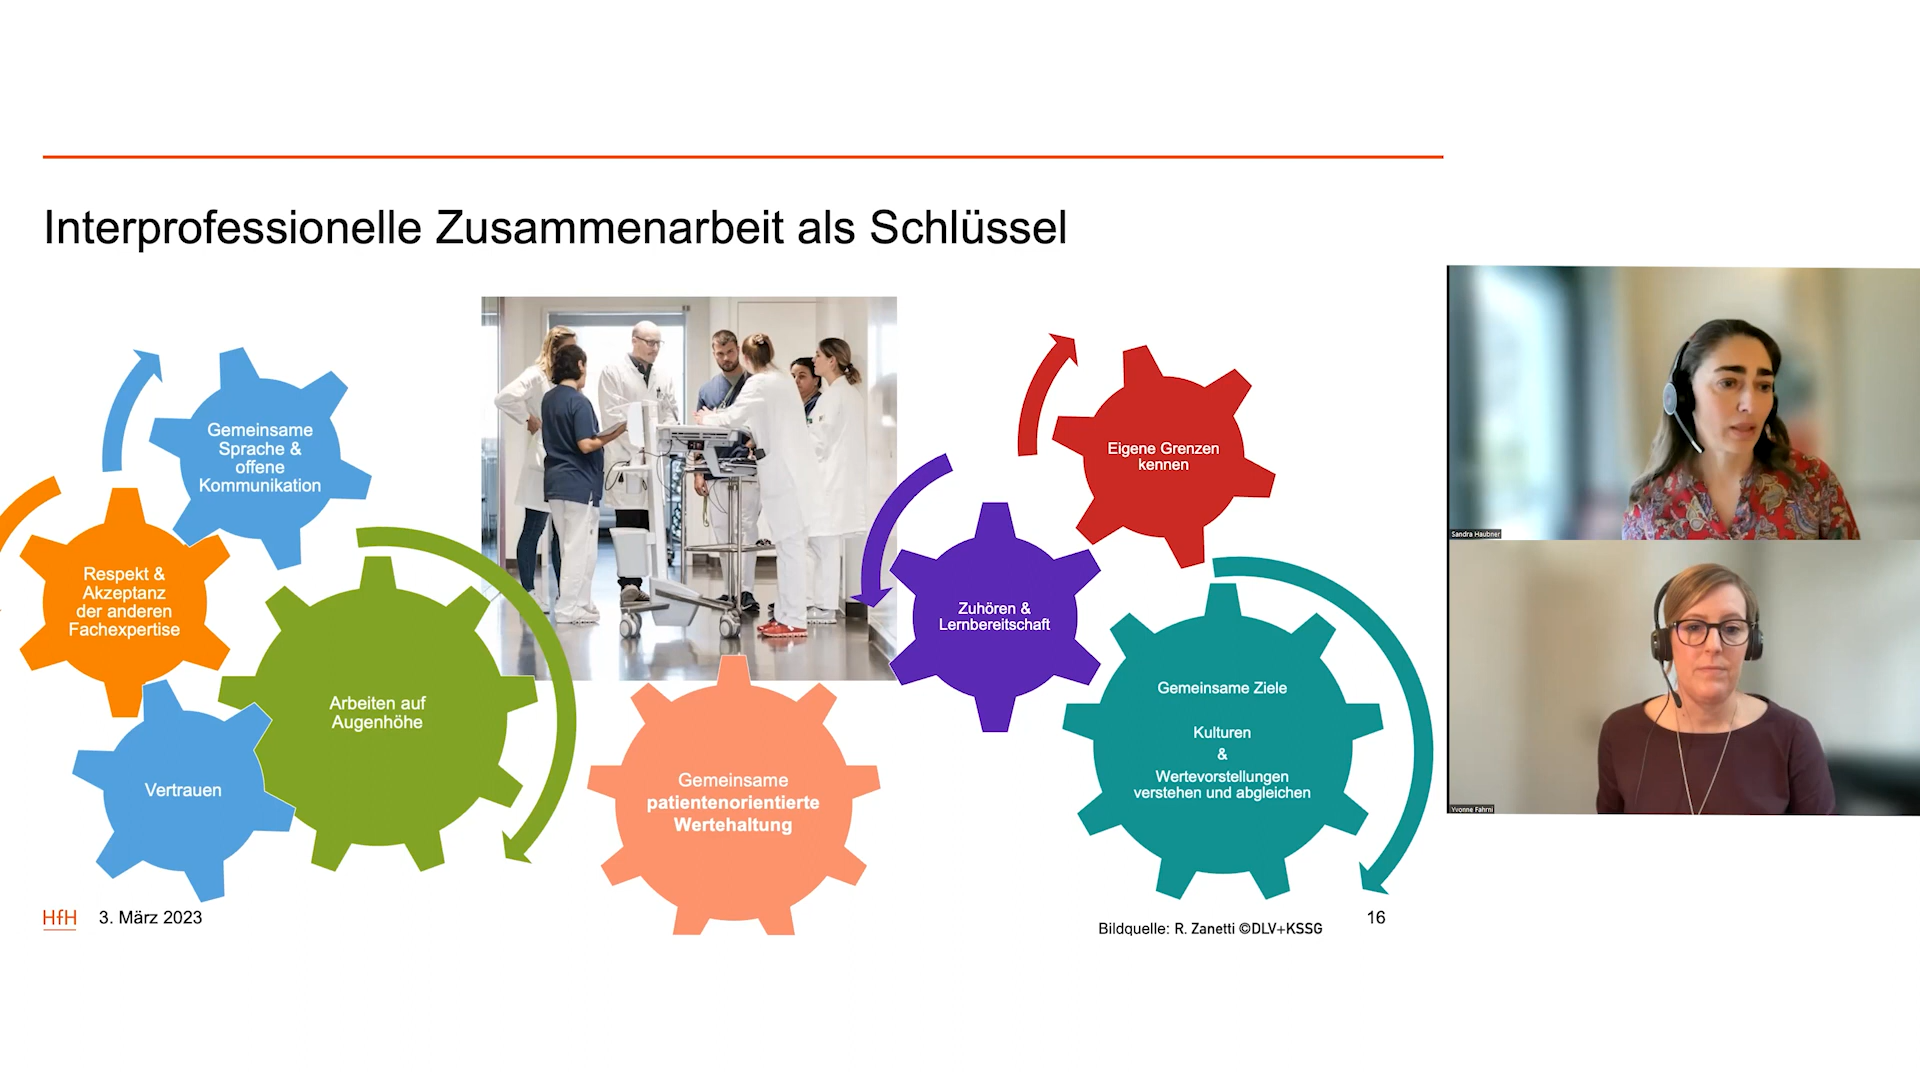 Interprofessionelle Zusammenarbeit als Schlüssel
Gemeinsame
Sprache &
offene
Kommunikation
Respekt &
Akzeptanz
der anderen
Fachexpertise
Arbeiten auf
Augenhöhe
Vertrauen
Gemeinsame
patientenorientierte
Wertehaltung
Zuhören &
Lernbereitschaft
Eigene Grenzen
kennen
Gemeinsame Ziele
Kulturen
&
Wertevorstellungen
verstehen und abgleichen
HfH
3. März 2023
Bildquelle: R. Zanetti ©DLV+KSSG
16
Sandra Haubner
Yvonne Fahrni